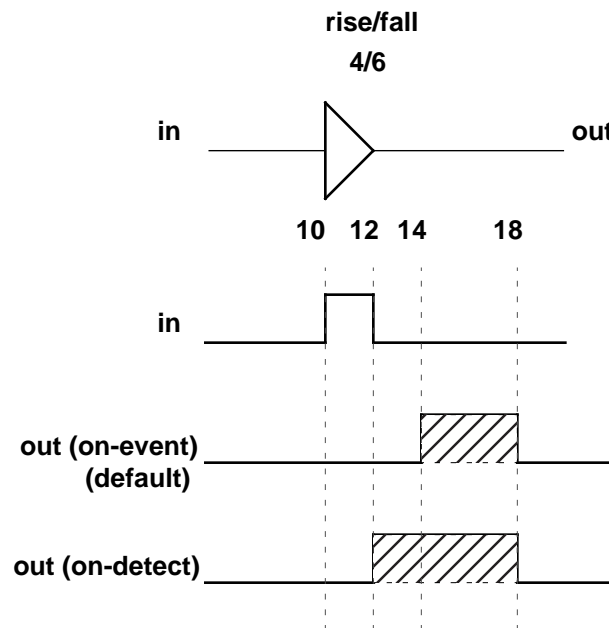 rise/fall
4/6
in
out
10 12 14 18
in
out (on-event)
(default)
out (on-detect)